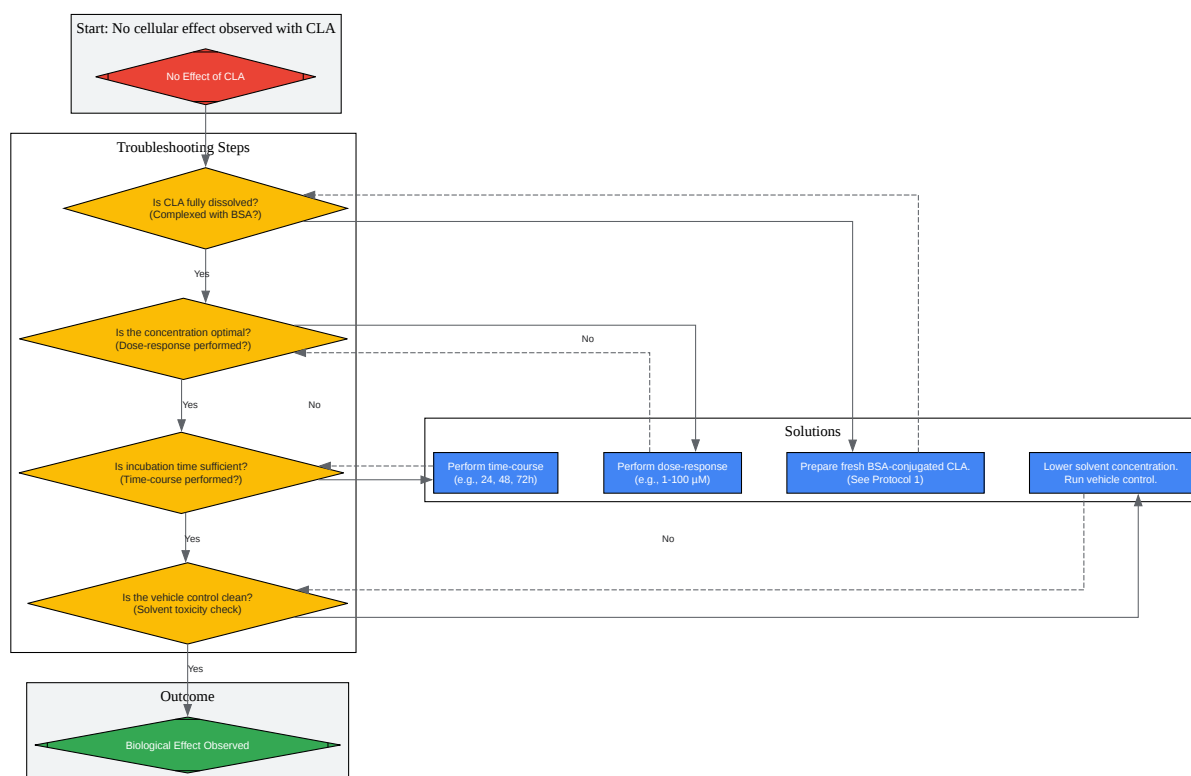 Start: No cellular effect observed with CLA
No Effect of CLA
Troubleshooting Steps
Is CLA fully dissolved?
(Complexed with BSA?)
Yes
Is the concentration optimal?
(Dose-response performed?)
No
Yes
No
Solutions
Is incubation time sufficient?
(Time-course performed?)
Perform time-course
(e.g., 24, 48, 72h)
Perform dose-response
(e.g., 1-100 µM)
Prepare fresh BSA-conjugated CLA.
(See Protocol 1)
Lower solvent concentration.
Run vehicle control.
Yes
No
Is the vehicle control clean?
(Solvent toxicity check)
Yes
Outcome
Biological Effect Observed